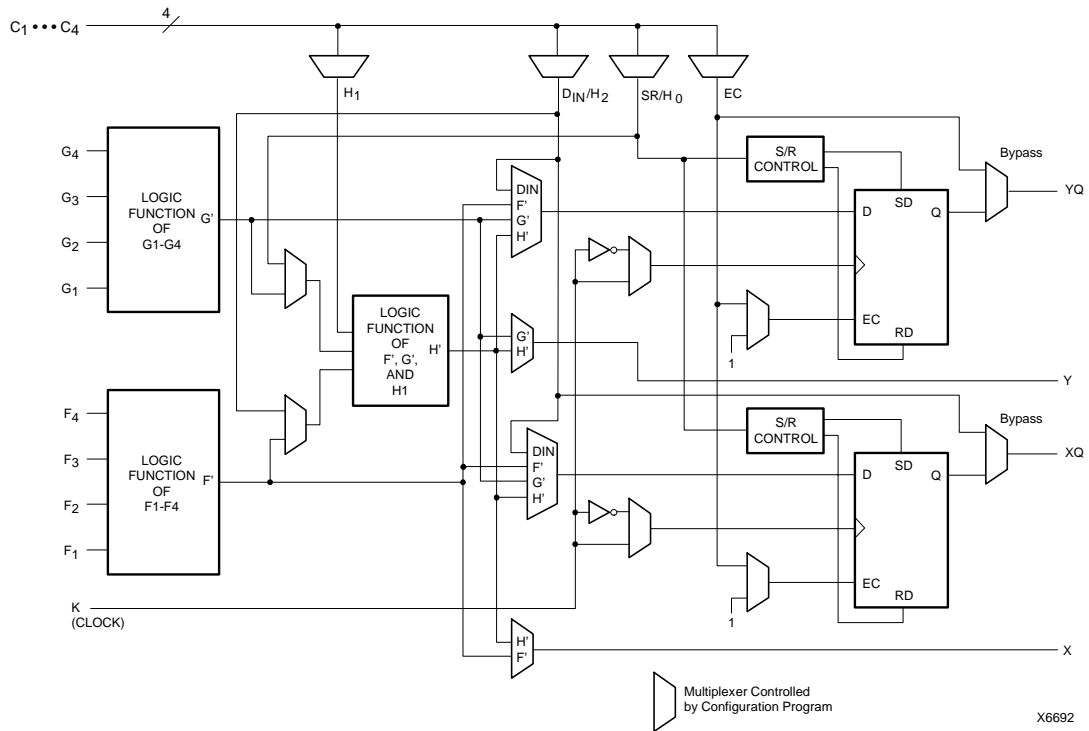 C1 • • • C4
4
H1
DIN/H2
SR/H0
EC
G4
G3
G2
G1
LOGIC
FUNCTION
OF
G1-G4
G'
DIN
F'
G'
H'
S/R
CONTROL
Bypass
YQ
D
SD
Q
EC
RD
1
LOGIC
FUNCTION
OF
F', G',
AND
H1
H'
G'
H'
Y
F4
F3
F2
F1
LOGIC
FUNCTION
OF
F1-F4
F'
DIN
F'
G'
H'
S/R
CONTROL
Bypass
XQ
D
SD
Q
EC
RD
1
K
(CLOCK)
H'
F'
X
Multiplexer Controlled
by Configuration Program
X6692